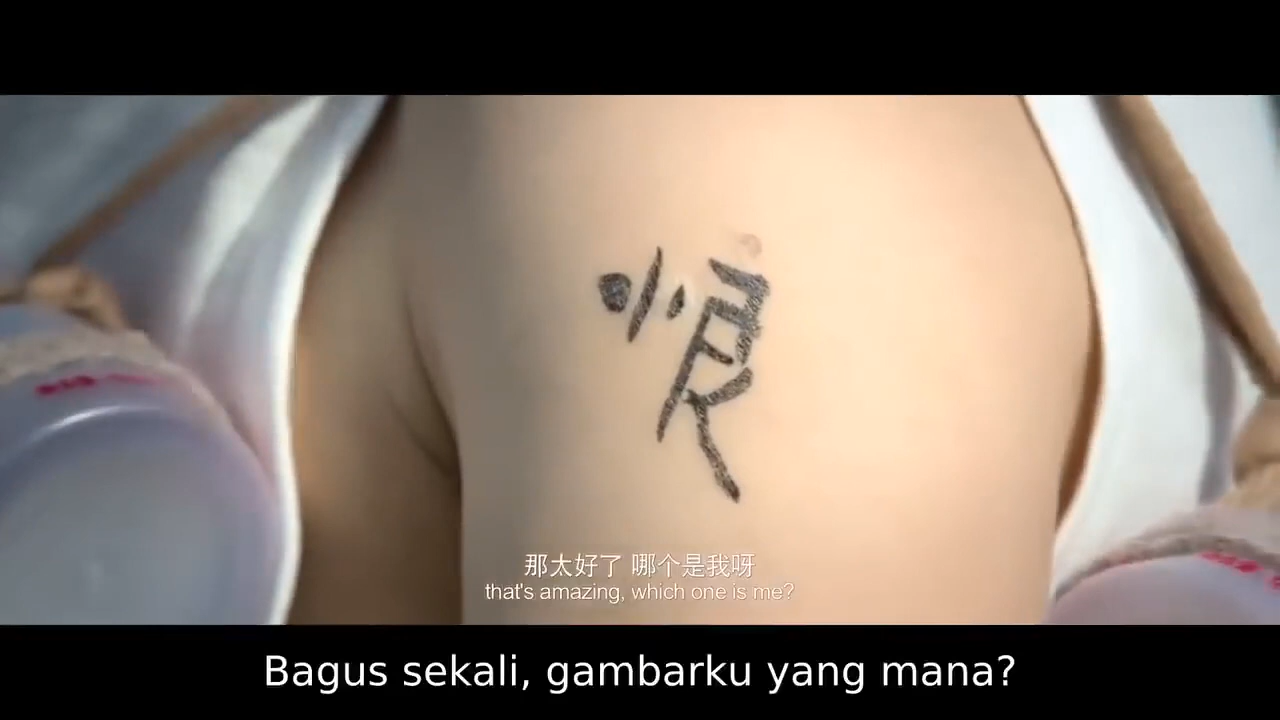 恨
那太好了 哪个是我呀
that's amazing, which one is me?
Bagus sekali, gambarku yang mana?